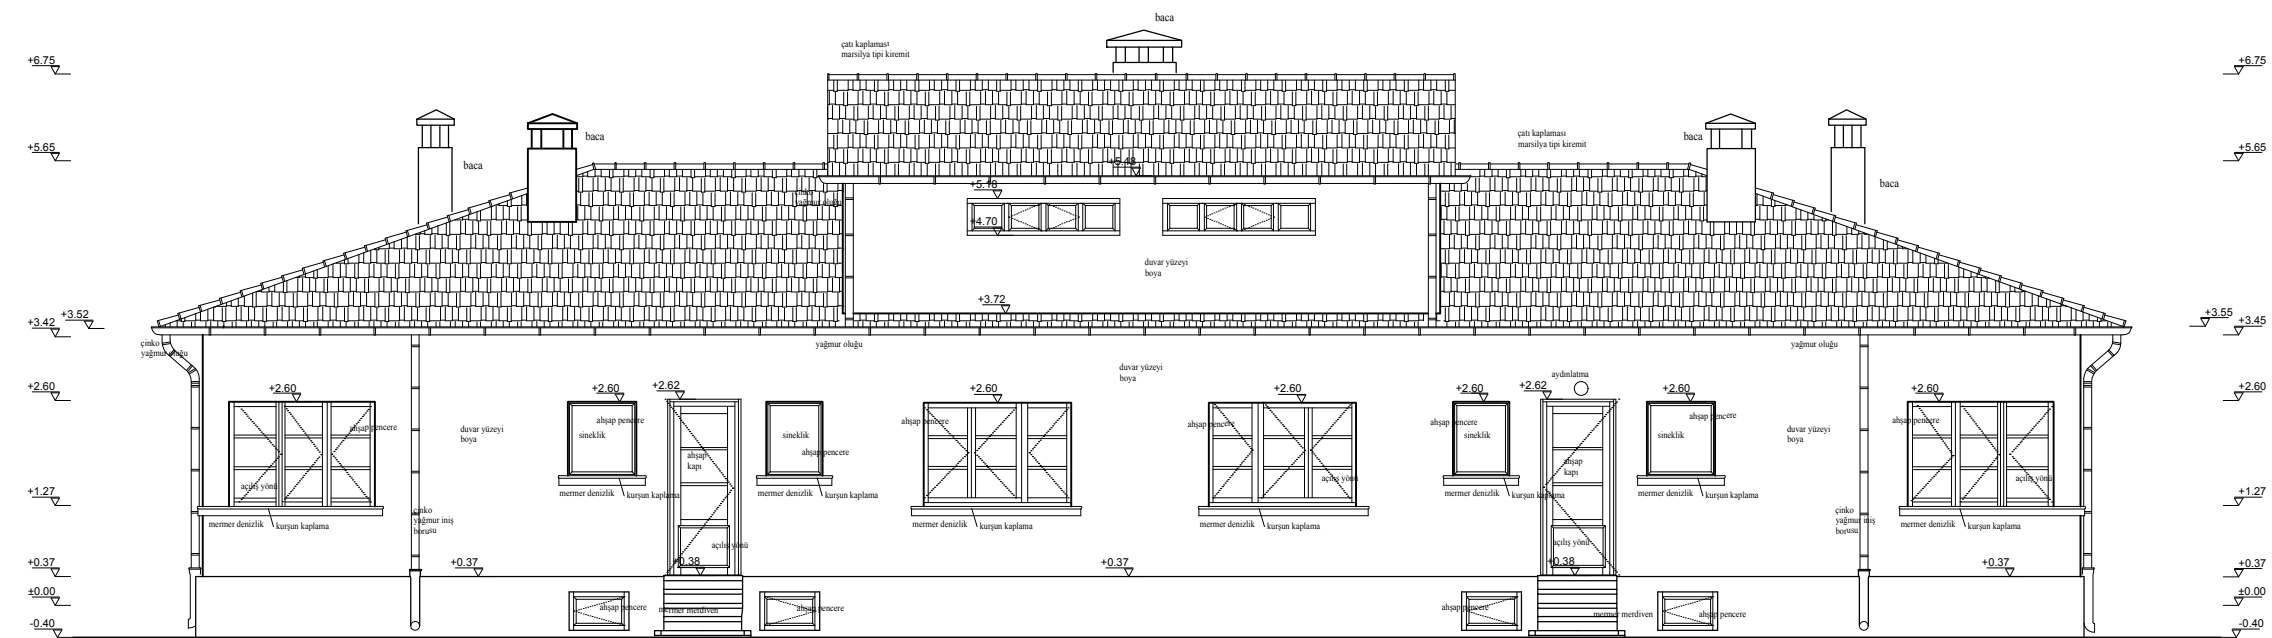 baca
çatı kaplaması
marsilya tipi kiremit
+6.75
+6.75
baca
baca
çatı kaplaması
marsilya tipi kiremit
baca
+5.65
+5.65
baca
baca
+5.48
+5.18
çinko
yağmur oluğu
+4.70
duvar yüzeyi
boya
+3.72
+3.52
+3.42
+3.55
+3.45
çinko
yağmur oluğu
yağmur oluğu
yağmur oluğu
duvar yüzeyi
boya
aydınlatma
+2.60
+2.60
+2.60
+2.62
+2.60
+2.60
+2.60
+2.62
+2.60
+2.60
+2.60
ahşap pencere
ahşap pencere
ahşap pencere
ahşap pencere
ahşap pencere
ahşap pencere
ahşap pencere
duvar yüzeyi
boya
sineklik
sineklik
sineklik
sineklik
duvar yüzeyi
boya
ahşap
kapı
ahşap pencere
ahşap
kapı
açılış yönü
açılış yönü
açılış yönü
+1.27
mermer denizlik
kurşun kaplama
mermer denizlik
kurşun kaplama
mermer denizlik
kurşun kaplama
mermer denizlik
kurşun kaplama
+1.27
çinko
yağmur iniş
borusu
mermer denizlik
kurşun kaplama
mermer denizlik
kurşun kaplama
mermer denizlik
kurşun kaplama
mermer denizlik
kurşun kaplama
çinko
yağmur iniş
borusu
açılış yönü
açılış yönü
+0.37
+0.37
+0.38
+0.37
+0.38
+0.37
+0.37
±0.00
±0.00
ahşap pencere
mermer merdiven
ahşap pencere
ahşap pencere
mermer merdiven
ahşap pencere
-0.40
-0.40